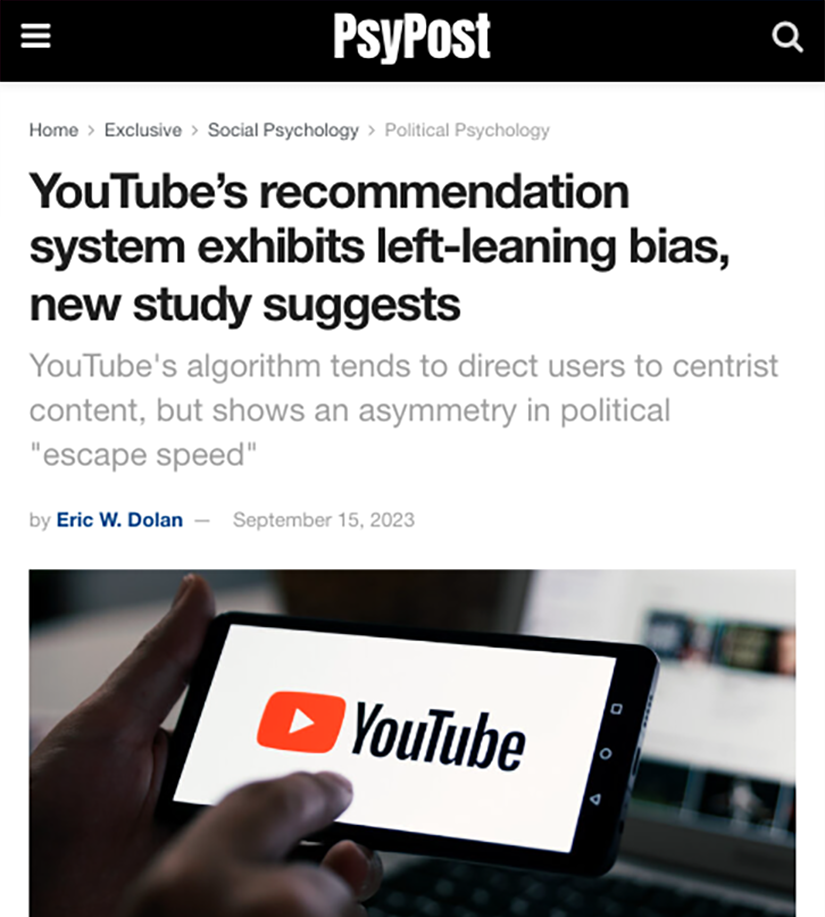 PsyPost
Home > Exclusive > Social Psychology > Political Psychology
YouTube’s recommendation
system exhibits left-leaning bias,
new study suggests
YouTube's algorithm tends to direct users to centrist
content, but shows an asymmetry in political
"escape speed"
by Eric W. Dolan — September 15, 2023
YouTube